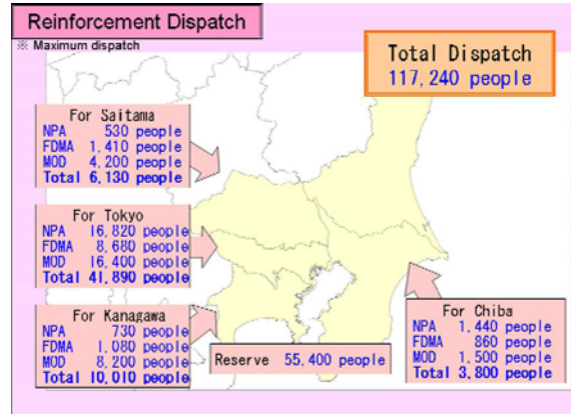 Reinforcement Dispatch
※ Maximum dispatch
Total Dispatch
117,240 people
For Saitama
NPA 530 people
FDMA 1,410 people
MOD 4,200 people
Total 6,130 people
For Tokyo
NPA 16,820 people
FDMA 8,680 people
MOD 16,400 people
Total 41,890 people
For Kanagawa
NPA 730 people
FDMA 1,080 people
MOD 8,200 people
Total 10,010 people
Reserve 55,400 people
For Chiba
NPA 1,440 people
FDMA 860 people
MOD 1,500 people
Total 3,800 people